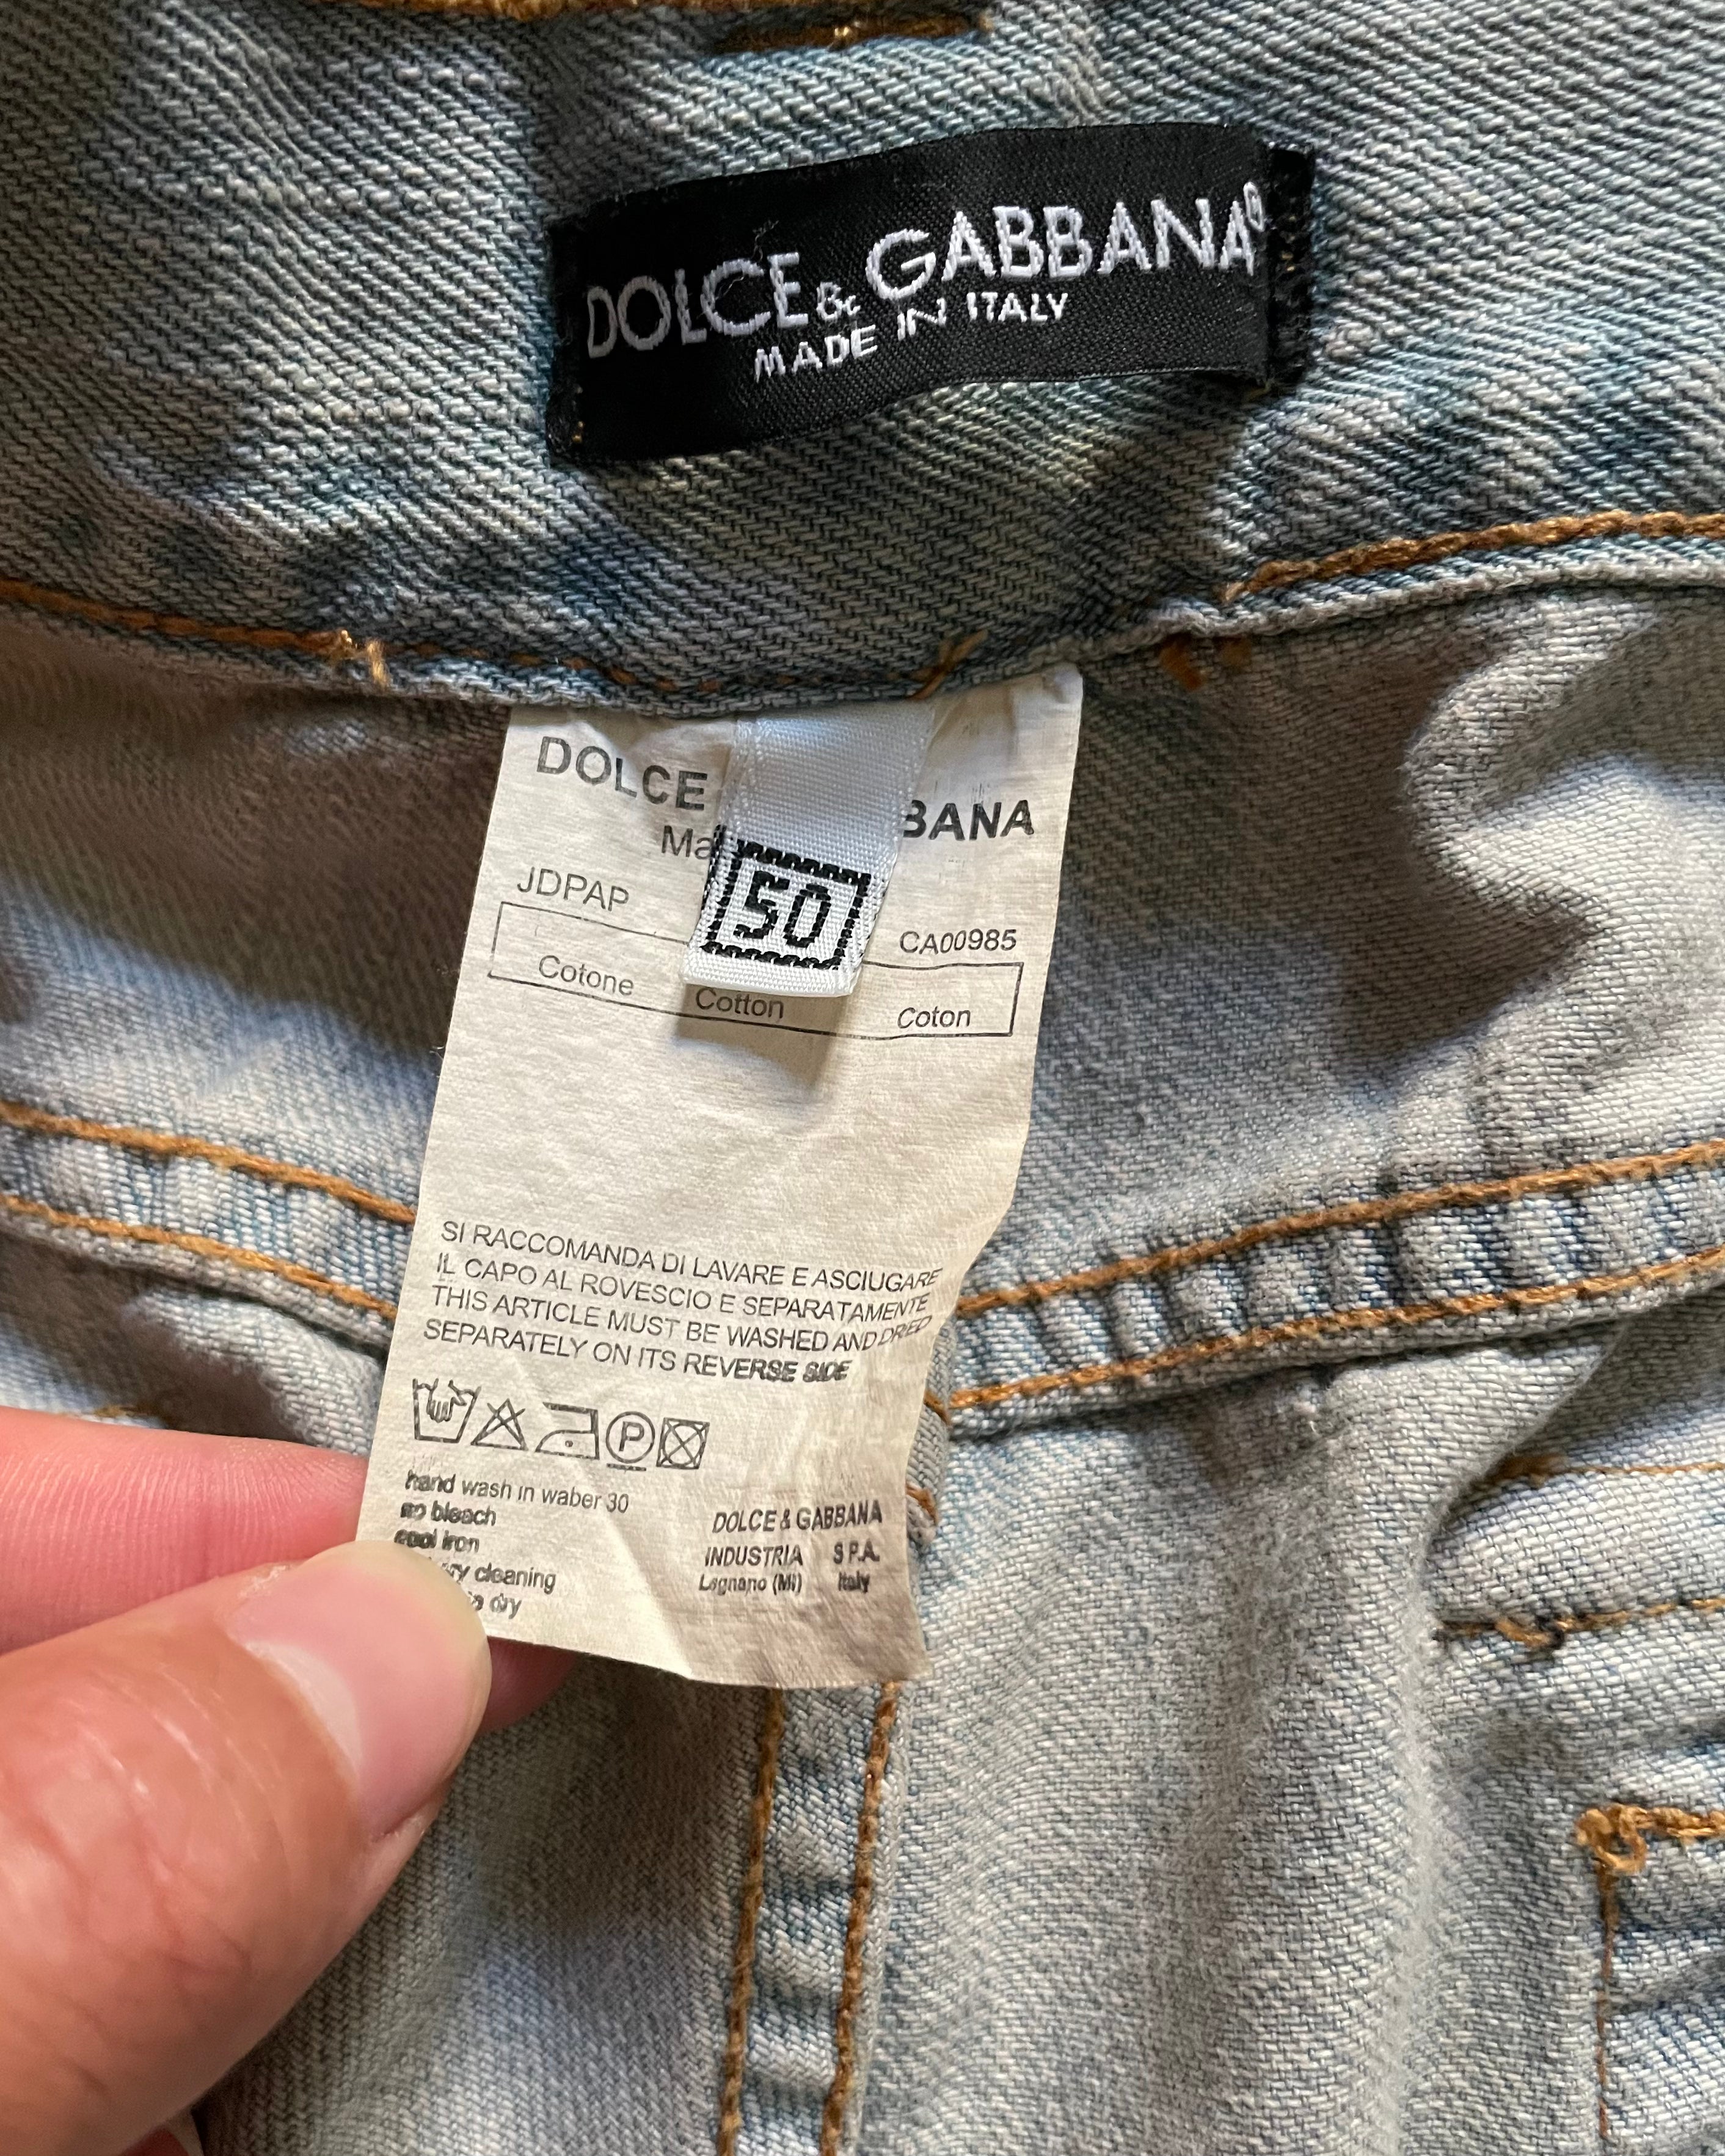 DOLCE & GABBANA®
MADE IN ITALY
DOLCE BANA
Ma
50
JDPAP CA00985
Cotone Cotton Coton
SI RACCOMANDA DI LAVARE E ASCIUGARE
IL CAPO AL ROVESCIO E SEPARATAMENTE
THIS ARTICLE MUST BE WASHED AND DRIED
SEPARATELY ON ITS REVERSE SIDE
P
hand wash in waber 30
no bleach
cool iron
ry cleaning
dry
DOLCE & GABBANA
INDUSTRIA S P.A.
Legnano (MI) Italy